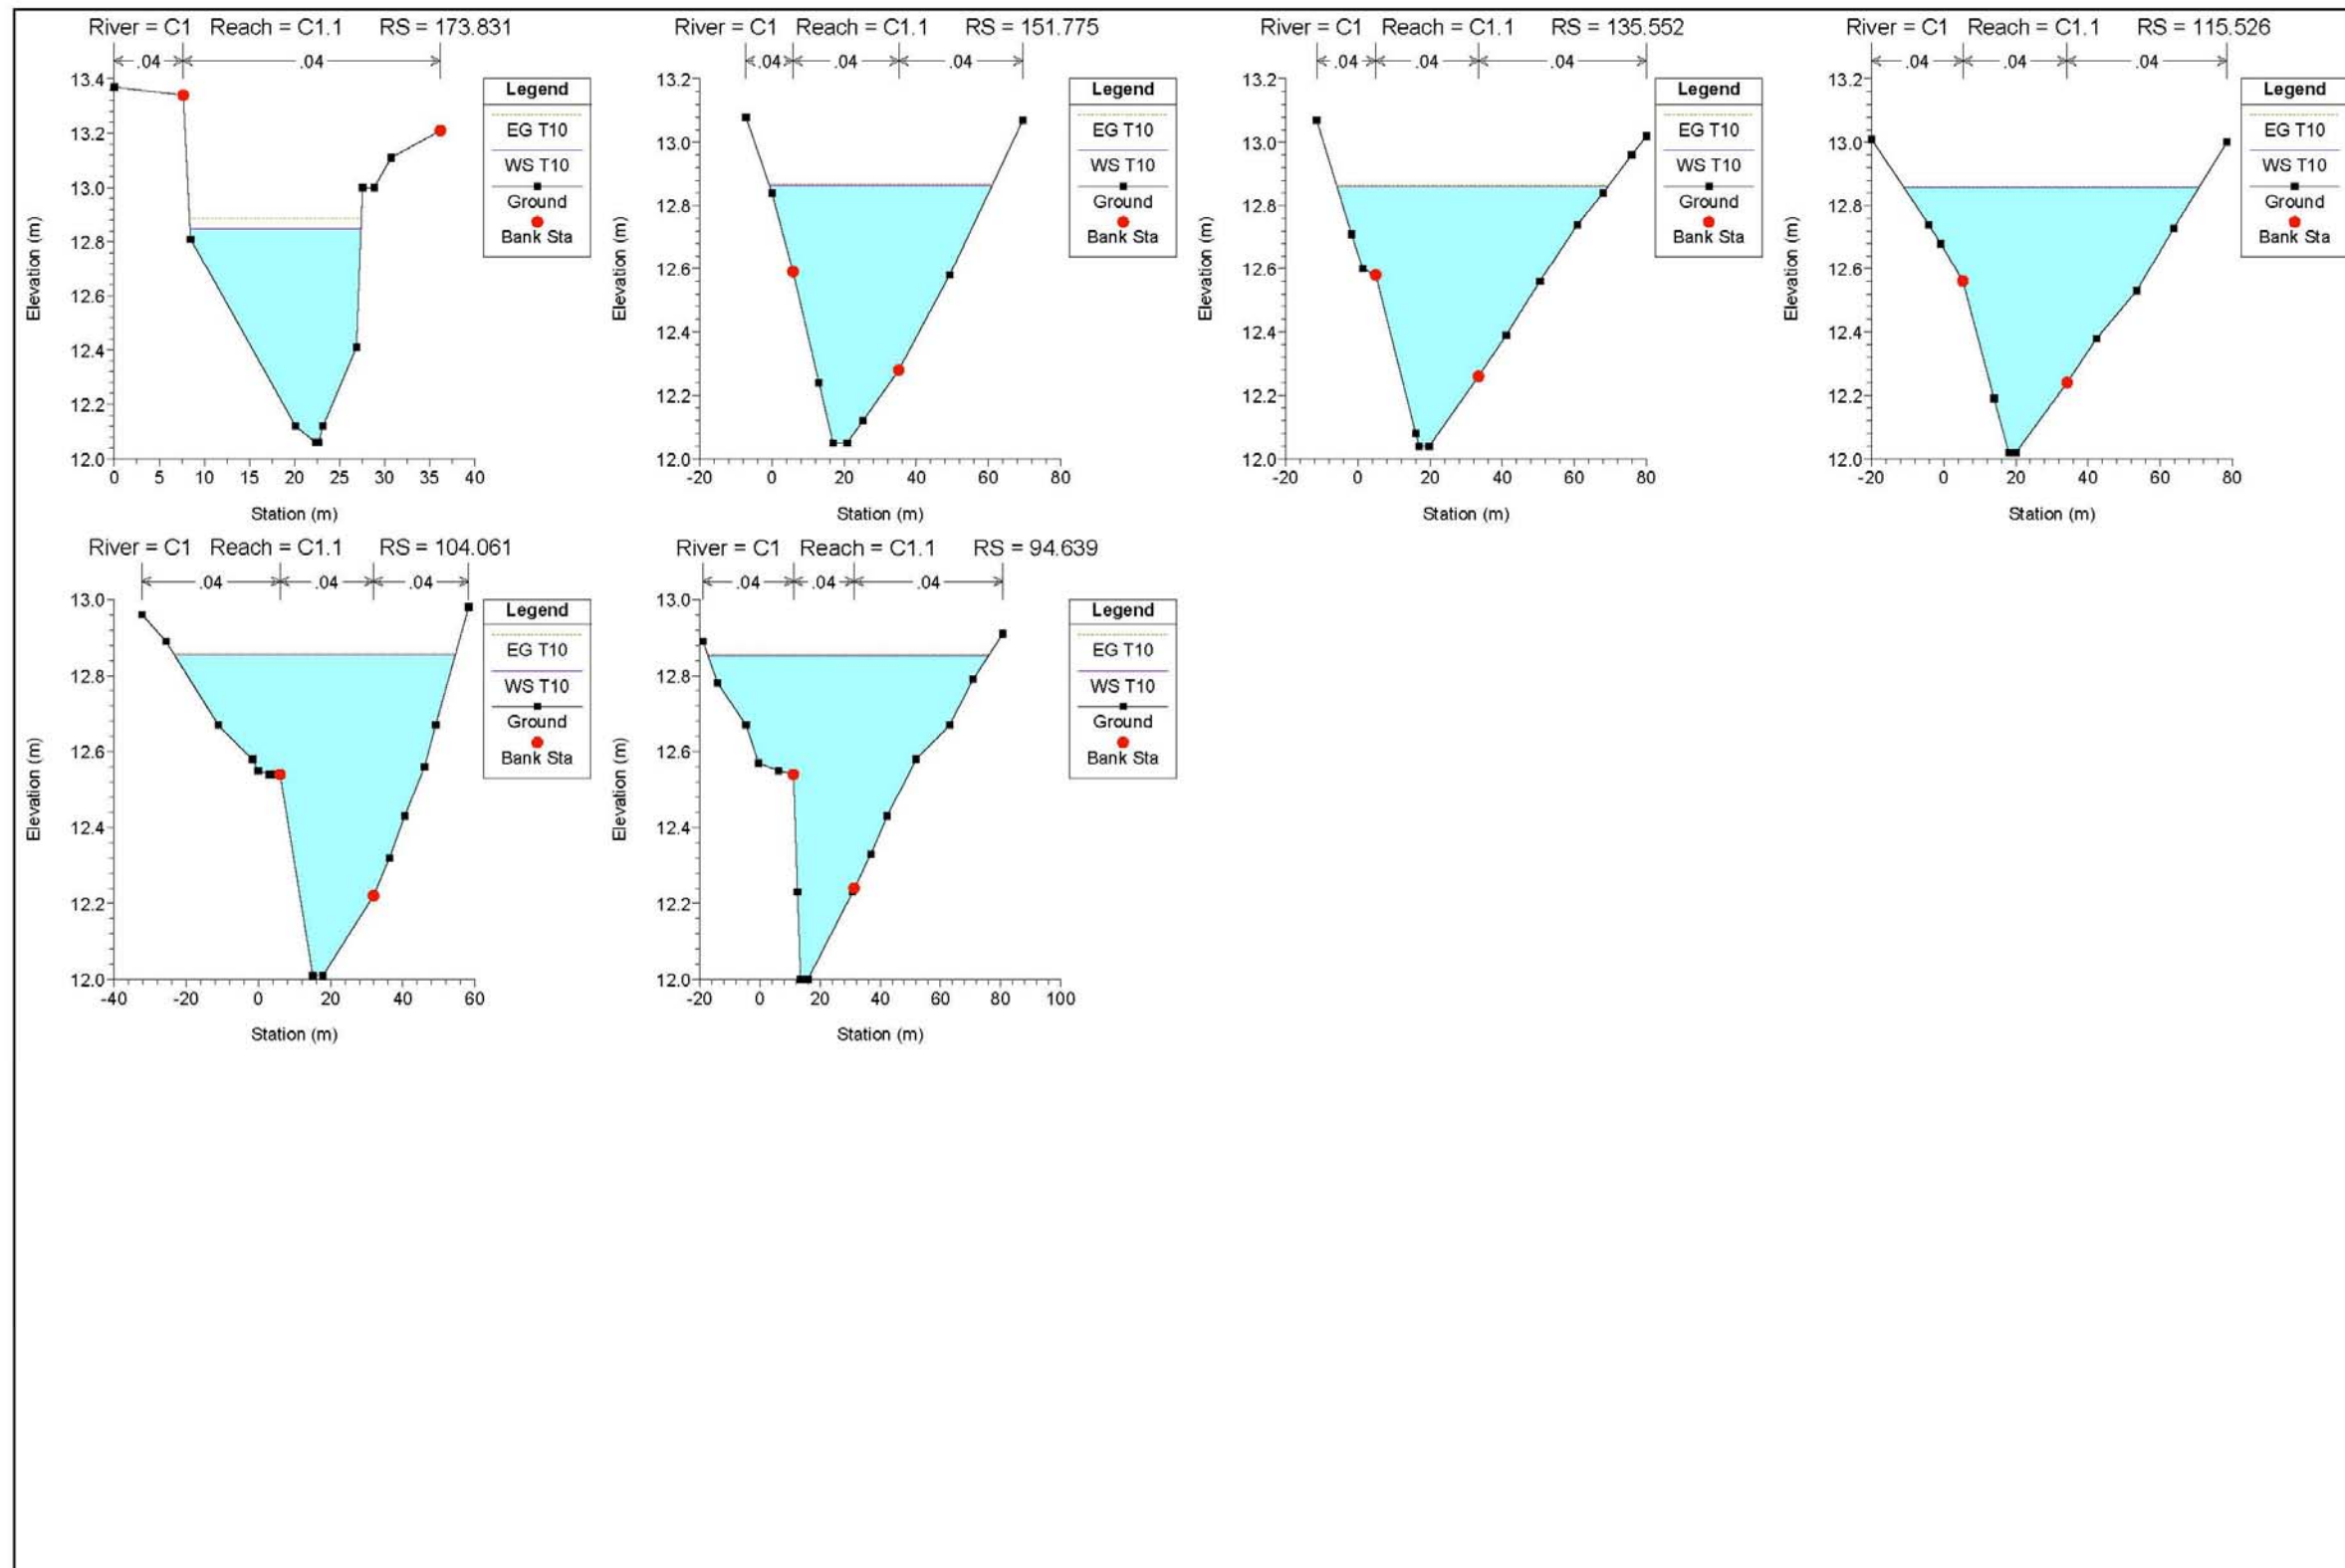 River = C1 Reach = C1.1 RS = 173.831
.04 .04
Elevation (m)
13.4
13.2
13.0
12.8
12.6
12.4
12.2
12.0
0 5 10 15 20 25 30 35 40
Station (m)
Legend
EG T10
WS T10
Ground
Bank Sta
River = C1 Reach = C1.1 RS = 151.775
.04 .04 .04
Elevation (m)
13.2
13.0
12.8
12.6
12.4
12.2
12.0
-20 0 20 40 60 80
Station (m)
Legend
EG T10
WS T10
Ground
Bank Sta
River = C1 Reach = C1.1 RS = 135.552
.04 .04 .04
Elevation (m)
13.2
13.0
12.8
12.6
12.4
12.2
12.0
-20 0 20 40 60 80
Station (m)
Legend
EG T10
WS T10
Ground
Bank Sta
River = C1 Reach = C1.1 RS = 115.526
.04 .04 .04
Elevation (m)
13.2
13.0
12.8
12.6
12.4
12.2
12.0
-20 0 20 40 60 80
Station (m)
Legend
EG T10
WS T10
Ground
Bank Sta
River = C1 Reach = C1.1 RS = 104.061
.04 .04 .04
Elevation (m)
13.0
12.8
12.6
12.4
12.2
12.0
-40 -20 0 20 40 60
Station (m)
Legend
EG T10
WS T10
Ground
Bank Sta
River = C1 Reach = C1.1 RS = 94.639
.04 .04 .04
Elevation (m)
13.0
12.8
12.6
12.4
12.2
12.0
-20 0 20 40 60 80 100
Station (m)
Legend
EG T10
WS T10
Ground
Bank Sta